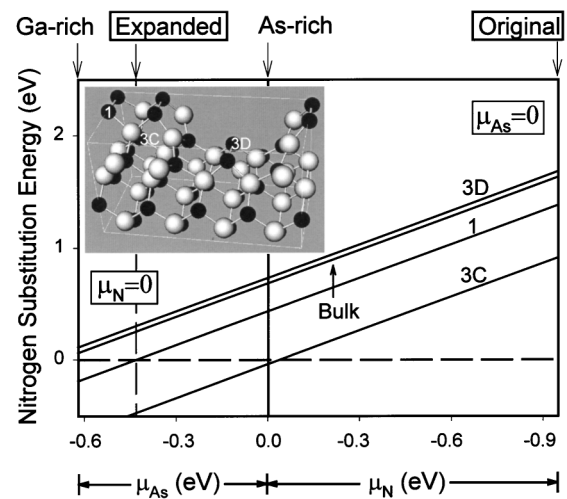 Ga-rich Expanded As-rich Original
Nitrogen Substitution Energy (eV)
2
1
0
1
3C
3D
μAs=0
μN=0
3D
1
3C
Bulk
-0.6 -0.3 0.0 -0.3 -0.6 -0.9
μAs (eV) μN (eV)